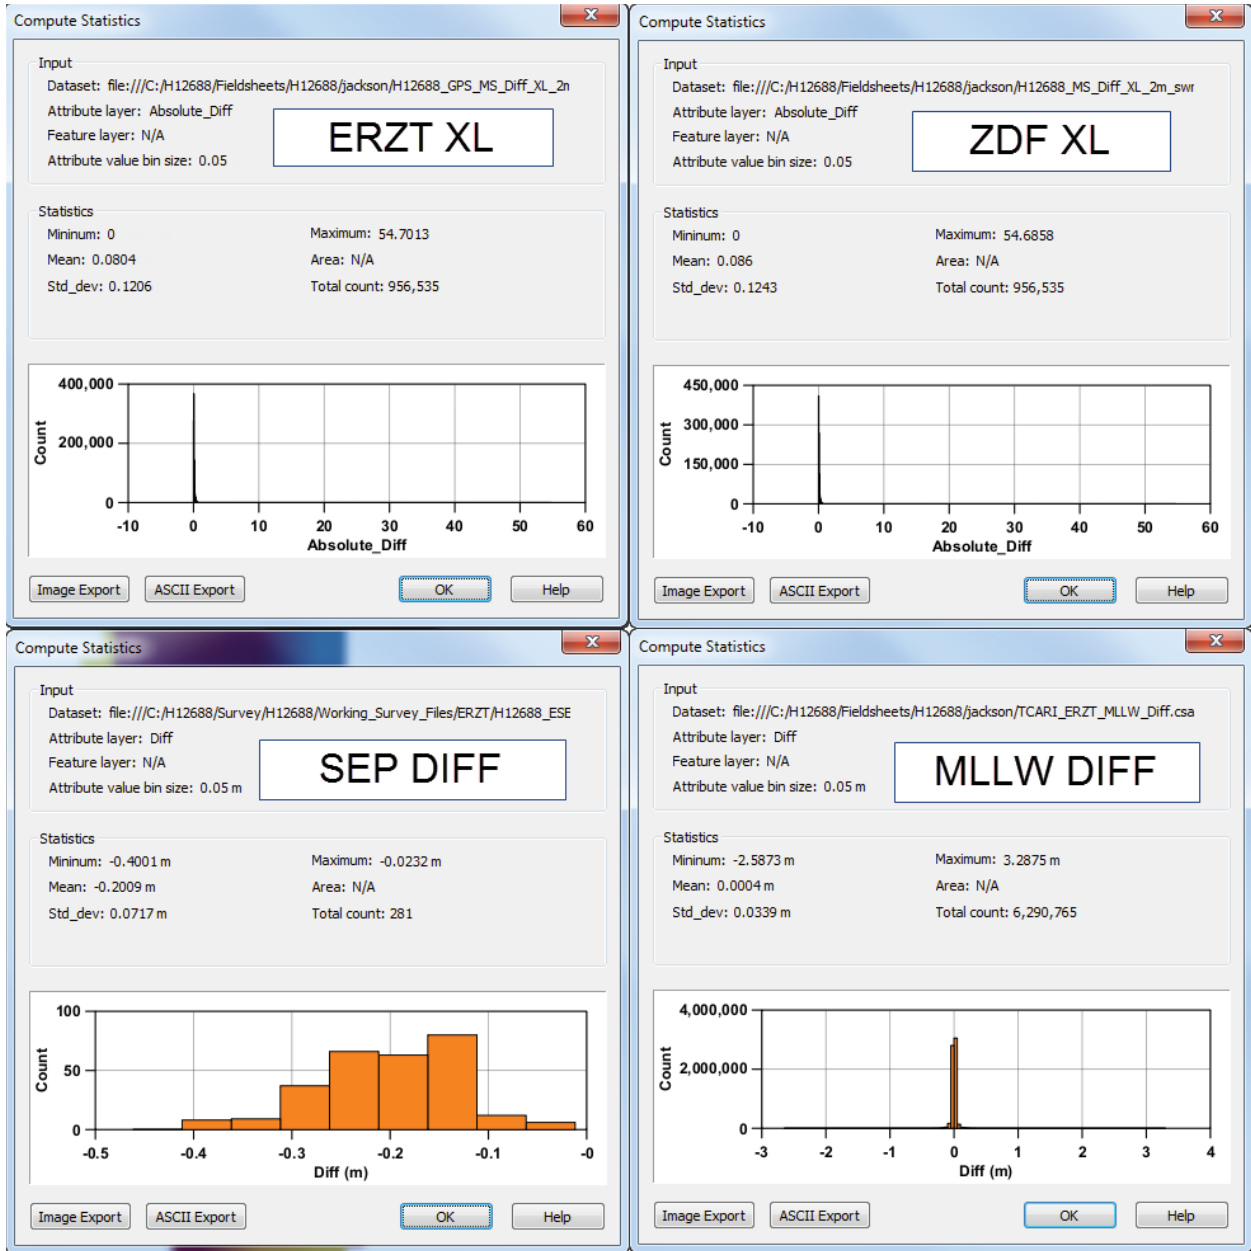 Compute Statistics
Input
Dataset: file:///C:/H12688/Fieldsheets/H12688/jackson/H12688_GPS_MS_Diff_XL_2n
Attribute layer: Absolute_Diff
Feature layer: N/A
Attribute value bin size: 0.05
ERZT XL
Statistics
Mininum: 0
Maximum: 54.7013
Mean: 0.0804
Area: N/A
Std_dev: 0.1206
Total count: 956,535
400,000
200,000
0
Count
-10 0 10 20 30 40 50 60
Absolute_Diff
Image Export ASCII Export OK Help
Compute Statistics
Input
Dataset: file:///C:/H12688/Fieldsheets/H12688/jackson/H12688_MS_Diff_XL_2m_swr
Attribute layer: Absolute_Diff
Feature layer: N/A
Attribute value bin size: 0.05
ZDF XL
Statistics
Mininum: 0
Maximum: 54.6858
Mean: 0.086
Area: N/A
Std_dev: 0.1243
Total count: 956,535
450,000
300,000
150,000
0
Count
-10 0 10 20 30 40 50 60
Absolute_Diff
Image Export ASCII Export OK Help
Compute Statistics
Input
Dataset: file:///C:/H12688/Survey/H12688/Working_Survey_Files/ERZT/H12688_ESE
Attribute layer: Diff
Feature layer: N/A
Attribute value bin size: 0.05 m
SEP DIFF
Statistics
Mininum: -0.4001 m
Maximum: -0.0232 m
Mean: -0.2009 m
Area: N/A
Std_dev: 0.0717 m
Total count: 281
100
50
0
Count
-0.5 -0.4 -0.3 -0.2 -0.1 -0
Diff (m)
Image Export ASCII Export OK Help
Compute Statistics
Input
Dataset: file:///C:/H12688/Fieldsheets/H12688/jackson/TCARI_ERZT_MLLW_Diff.csa
Attribute layer: Diff
Feature layer: N/A
Attribute value bin size: 0.05 m
MLLW DIFF
Statistics
Mininum: -2.5873 m
Maximum: 3.2875 m
Mean: 0.0004 m
Area: N/A
Std_dev: 0.0339 m
Total count: 6,290,765
4,000,000
2,000,000
0
Count
-3 -2 -1 0 1 2 3 4
Diff (m)
Image Export ASCII Export OK Help